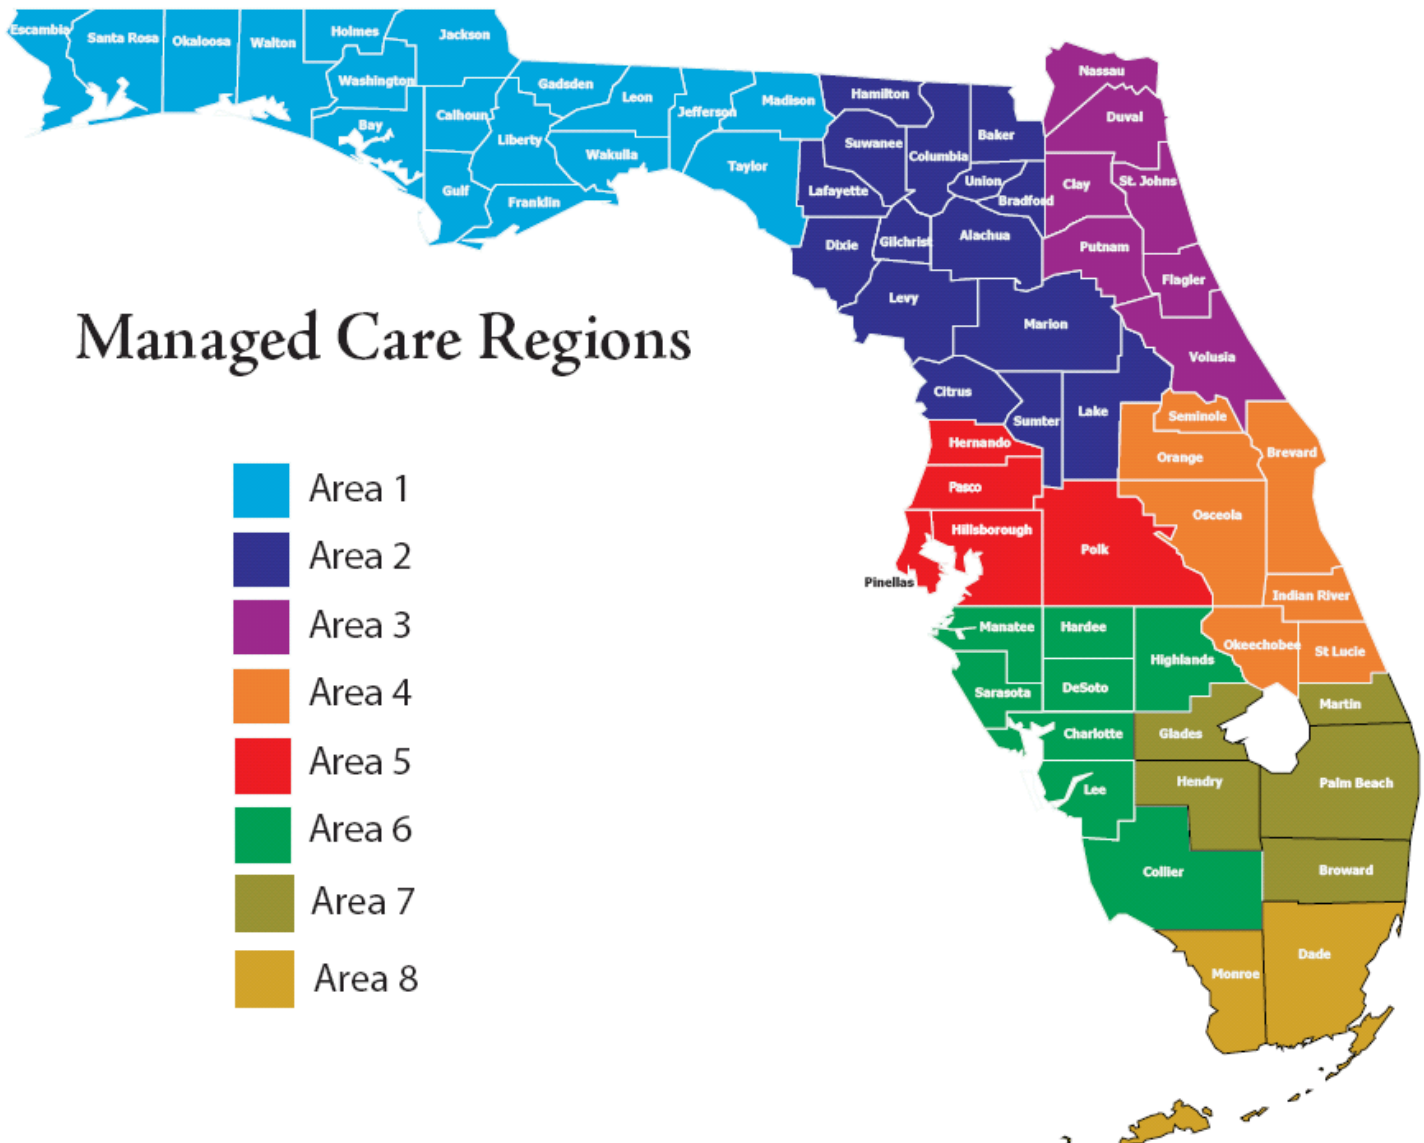 Escambia
Santa Rosa
Okaloosa
Walton
Holmes
Jackson
Washington
Bay
Calhoun
Gulf
Liberty
Gadsden
Franklin
Leon
Wakulla
Jefferson
Madison
Taylor
Hamilton
Suwanee
Columbia
Baker
Lafayette
Union
Bradford
Dixie
Gilchrist
Alachua
Levy
Marion
Citrus
Sumter
Lake
Nassau
Duval
Clay
St. Johns
Putnam
Flagler
Volusia
Seminole
Orange
Brevard
Osceola
Indian River
Okeechobee
St Lucie
Hernando
Pasco
Hillsborough
Pinellas
Polk
Manatee
Hardee
Highlands
Sarasota
DeSoto
Charlotte
Lee
Collier
Glades
Martin
Hendry
Palm Beach
Broward
Monroe
Dade
Managed Care Regions
Area 1
Area 2
Area 3
Area 4
Area 5
Area 6
Area 7
Area 8